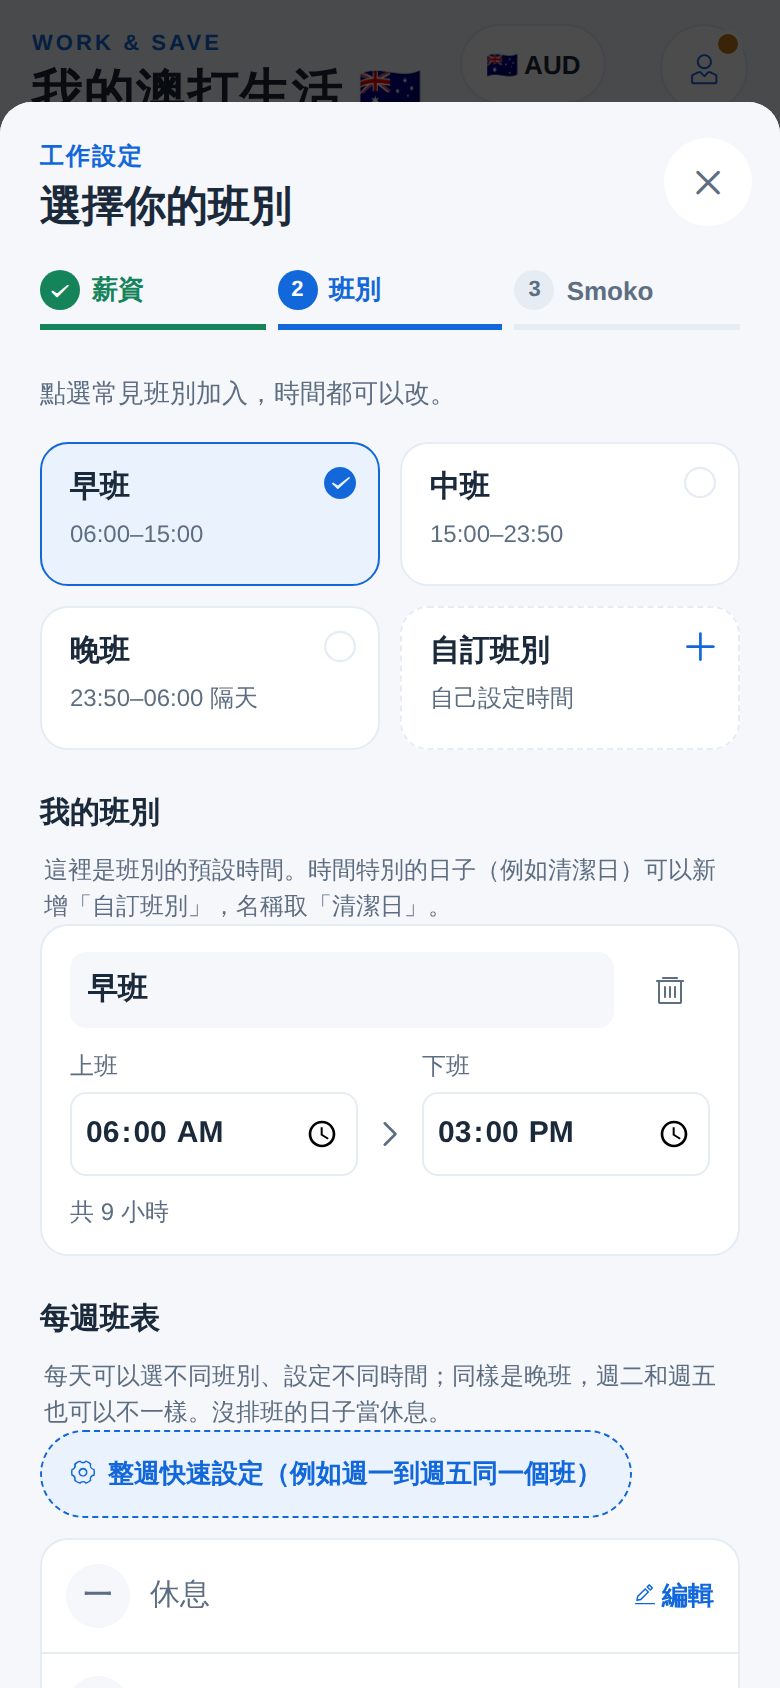 WORK & SAVE
我的澳打生活 🇦🇺
🇦🇺 AUD
工作設定
選擇你的班別
薪資
2 班別
3 Smoko
點選常見班別加入，時間都可以改。
早班
06:00–15:00
中班
15:00–23:50
晚班
23:50–06:00 隔天
自訂班別
自己設定時間
我的班別
這裡是班別的預設時間。時間特別的日子（例如清潔日）可以新
增「自訂班別」，名稱取「清潔日」。
早班
上班
下班
06:00 AM
03:00 PM
共 9 小時
每週班表
每天可以選不同班別、設定不同時間；同樣是晚班，週二和週五
也可以不一樣。沒排班的日子當休息。
整週快速設定（例如週一到週五同一個班）
一 休息 編輯